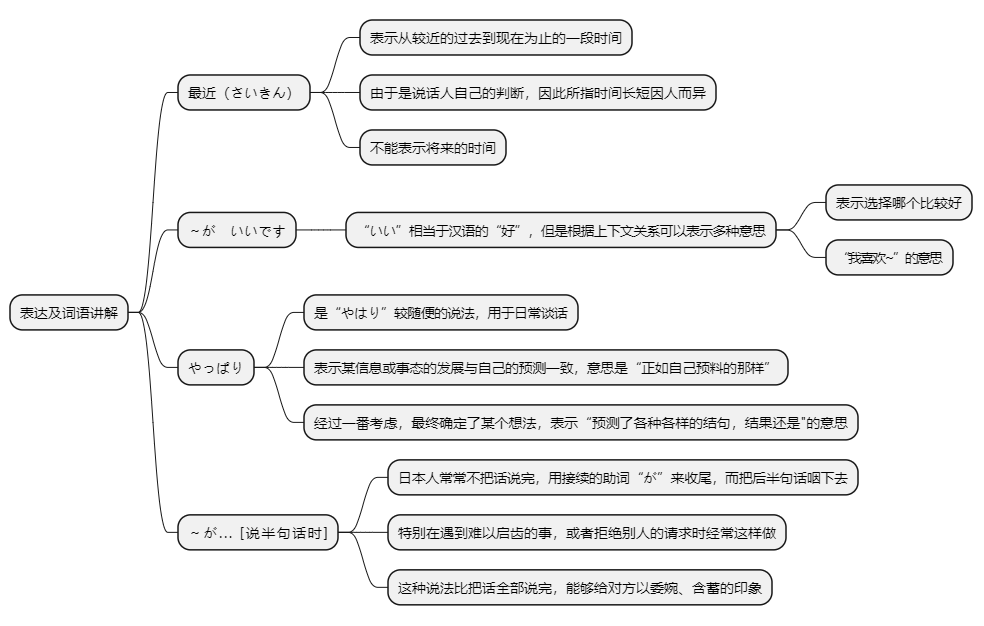 表达及词语讲解
最近（さいきん）
表示从较近的过去到现在为止的一段时间
由于是说话人自己的判断，因此所指时间长短因人而异
不能表示将来的时间
～が　いいです
“いい”相当于汉语的“好”，但是根据上下文关系可以表示多种意思
表示选择哪个比较好
“我喜欢~”的意思
やっぱり
是“やはり”较随便的说法，用于日常谈话
表示某信息或事态的发展与自己的预测一致，意思是“正如自己预料的那样”
经过一番考虑，最终确定了某个想法，表示“预测了各种各样的结句，结果还是"的意思
～が… [说半句话时]
日本人常常不把话说完，用接续的助词“が”来收尾，而把后半句话咽下去
特别在遇到难以启齿的事，或者拒绝别人的请求时经常这样做
这种说法比把话全部说完，能够给对方以委婉、含蓄的印象